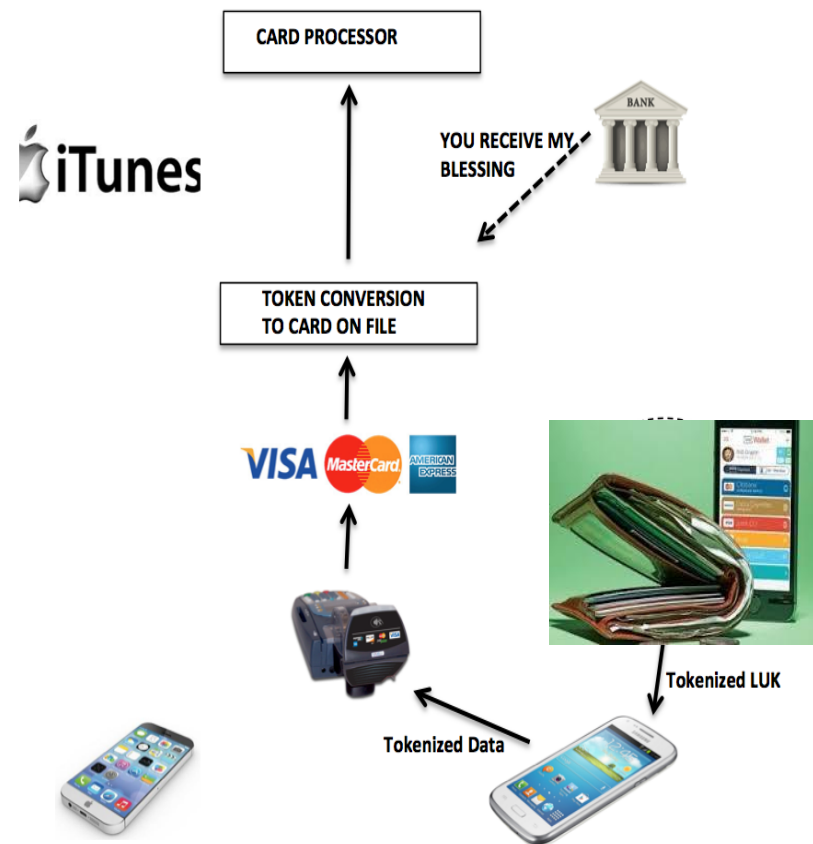 CARD PROCESSOR
BANK
YOU RECEIVE MY
BLESSING
iTunes
TOKEN CONVERSION
TO CARD ON FILE
VISA
MasterCard
AMERICAN
EXPRESS
Wallet
Tokenized LUK
Tokenized Data